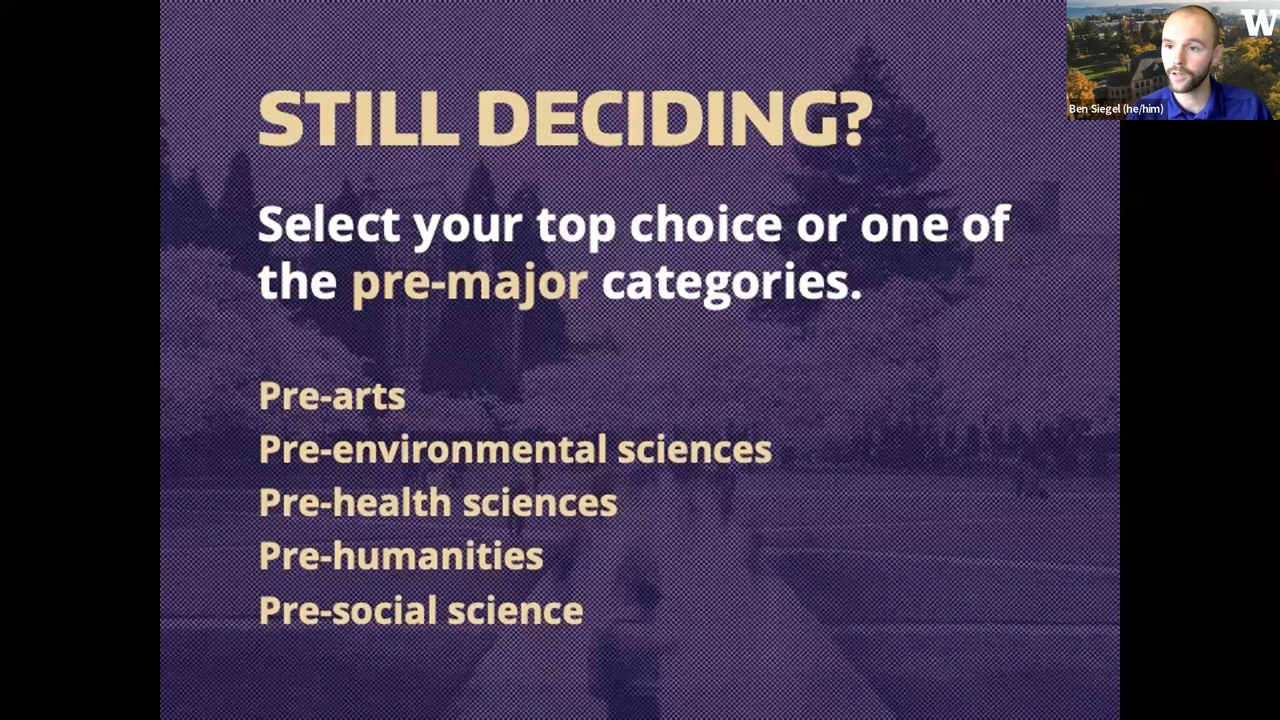 W
Ben Siegel (he/him)
STILL DECIDING?
Select your top choice or one of
the pre-major categories.
Pre-arts
Pre-environmental sciences
Pre-health sciences
Pre-humanities
Pre-social science